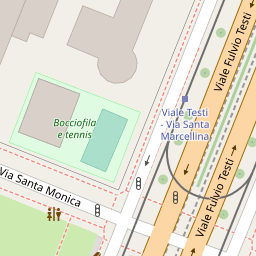 Viale Fulvio Testi
Viale Testi
- Via Santa
Marcellina
Bocciofila
e tennis
Via Santa Monica
Viale Fulvio Testi